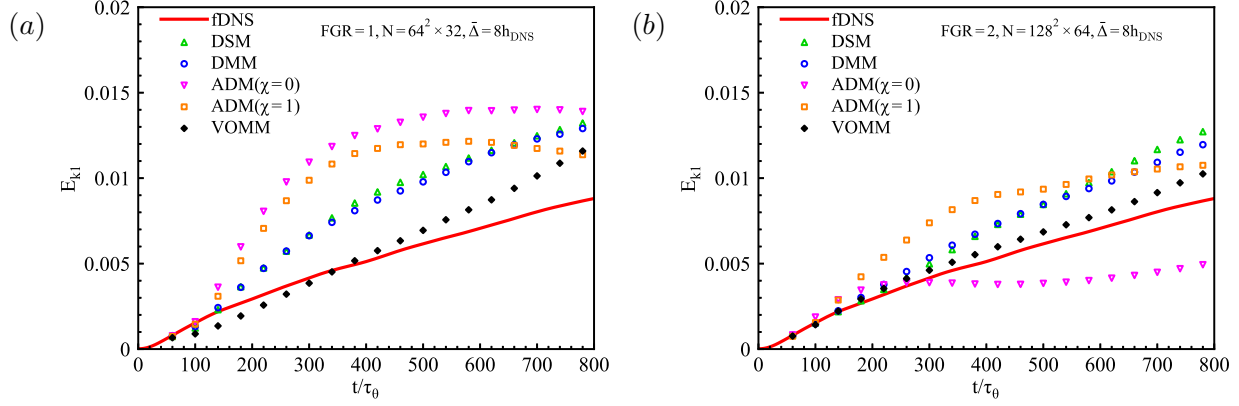 (a)
fDNS
DSM
DMM
ADM(χ=0)
ADM(χ=1)
VOMM
FGR=1, N=64² × 32, Δ̄=8h_DNS
E_k1
0.02
0.015
0.01
0.005
0
0 100 200 300 400 500 600 700 800
t/τ_θ
(b)
fDNS
DSM
DMM
ADM(χ=0)
ADM(χ=1)
VOMM
FGR=2, N=128² × 64, Δ̄=8h_DNS
E_k1
0.02
0.015
0.01
0.005
0
0 100 200 300 400 500 600 700 800
t/τ_θ